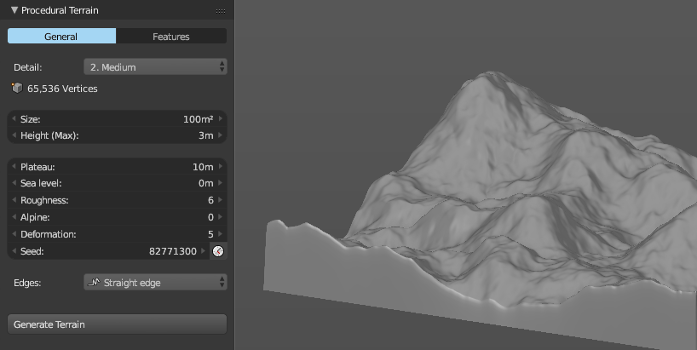 Procedural Terrain
General Features
Detail: 2. Medium
65,536 Vertices
Size: 100m²
Height (Max): 3m
Plateau: 10m
Sea level: 0m
Roughness: 6
Alpine: 0
Deformation: 5
Seed: 82771300
Edges: Straight edge
Generate Terrain